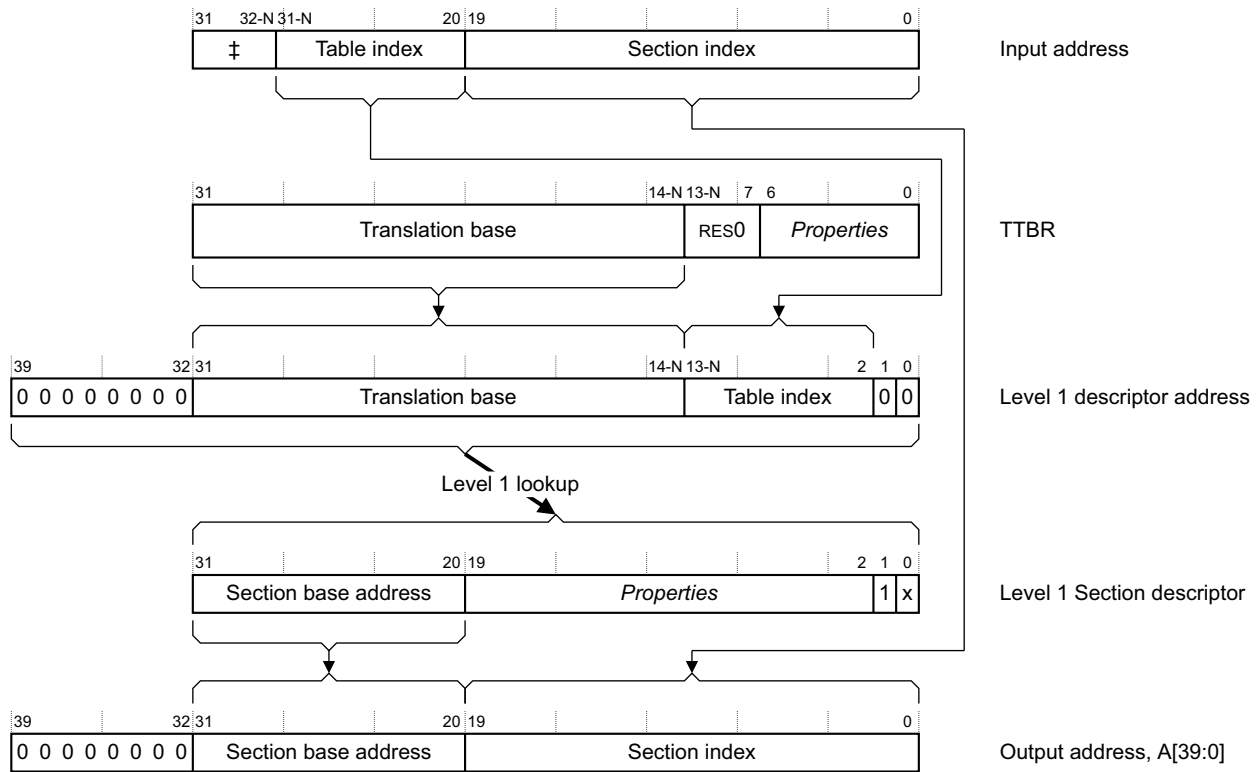 31 32-N 31-N 20 19 0
‡ Table index Section index Input address
31 14-N 13-N 7 6 0
Translation base RES0 Properties TTBR
39 32 31 14-N 13-N 2 1 0
0 0 0 0 0 0 0 0 Translation base Table index 0 0 Level 1 descriptor address
Level 1 lookup
31 20 19 2 1 0
Section base address Properties 1 x Level 1 Section descriptor
39 32 31 20 19 0
0 0 0 0 0 0 0 0 Section base address Section index Output address, A[39:0]